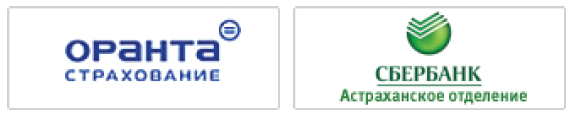 ОРАНТА
СТРАХОВАНИЕ
СБЕРБАНК
Астраханское отделение